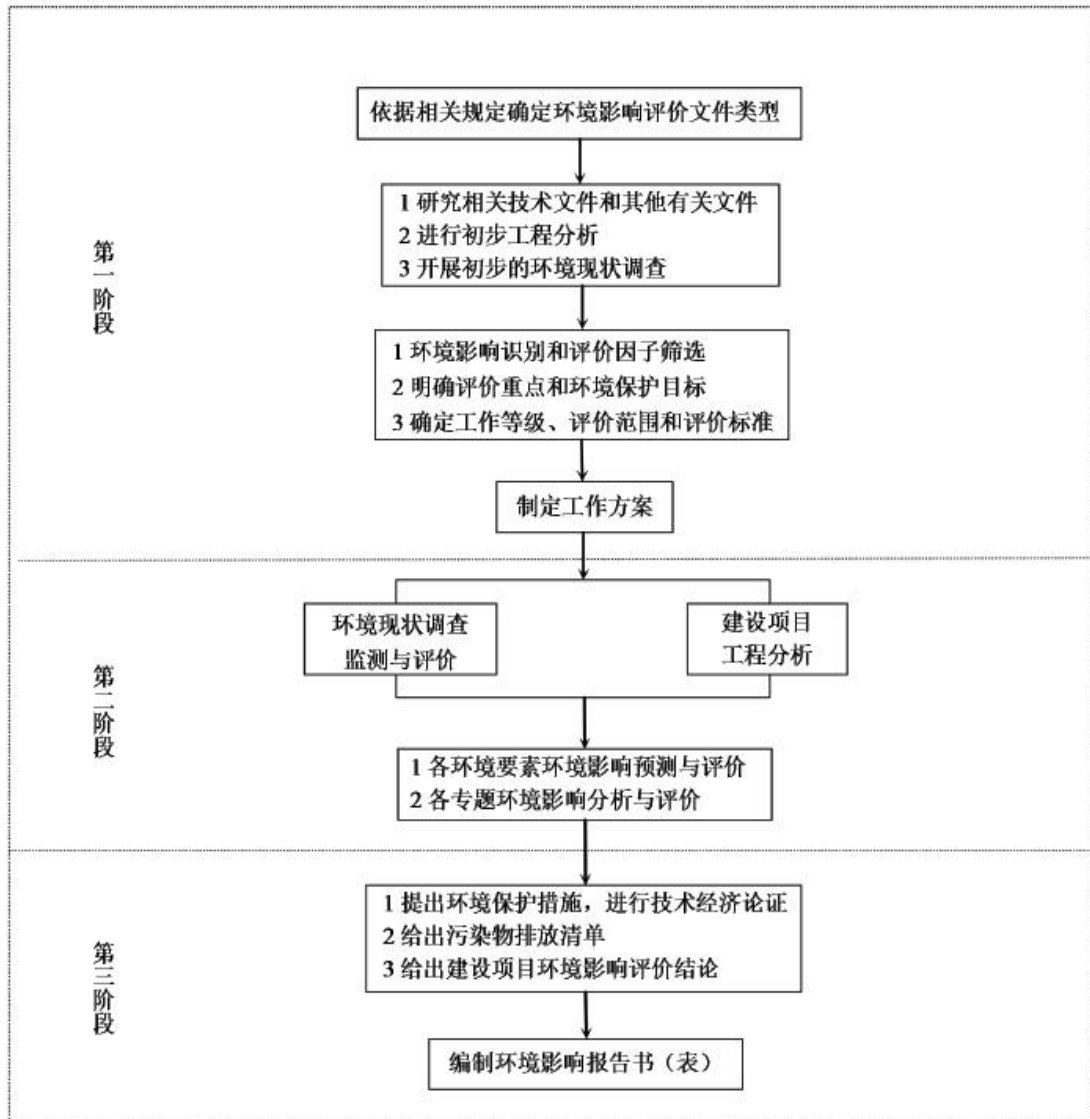 依据相关规定确定环境影响评价文件类型
1 研究相关技术文件和其他有关文件
2 进行初步工程分析
3 开展初步的环境现状调查
第一阶段
1 环境影响识别和评价因子筛选
2 明确评价重点和环境保护目标
3 确定工作等级、评价范围和评价标准
制定工作方案
环境现状调查
监测与评价
建设项目
工程分析
第二阶段
1 各环境要素环境影响预测与评价
2 各专题环境影响分析与评价
1 提出环境保护措施，进行技术经济论证
2 给出污染物排放清单
3 给出建设项目环境影响评价结论
第三阶段
编制环境影响报告书（表）